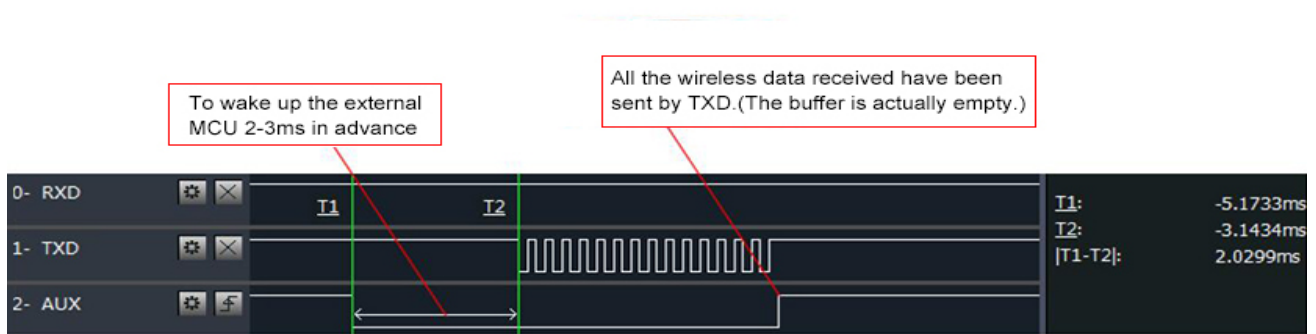 All the wireless data received have been
sent by TXD.(The buffer is actually empty.)
To wake up the external
MCU 2-3ms in advance
0- RXD
T1
T2
1- TXD
2- AUX
T1: -5.1733ms
T2: -3.1434ms
|T1-T2|: 2.0299ms